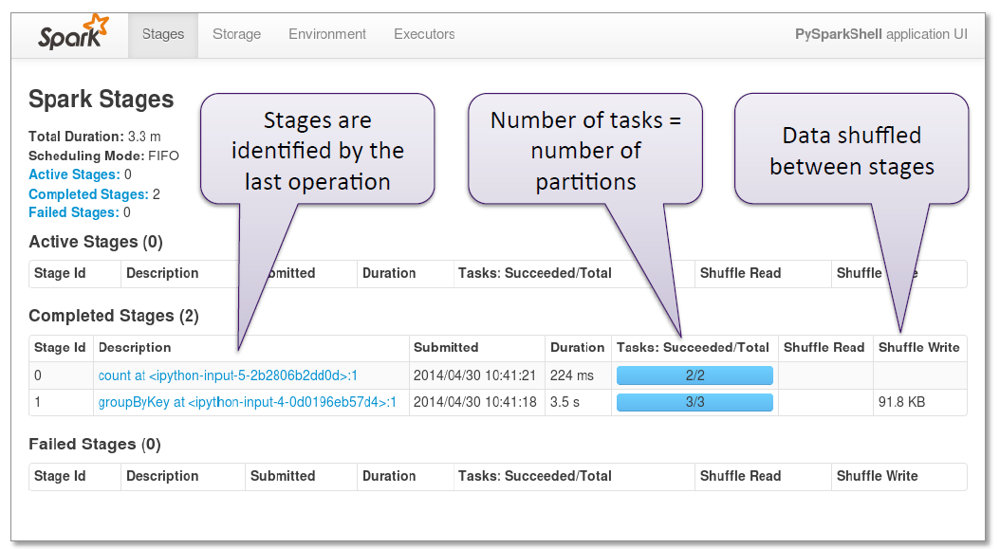 Spark Stages Storage Environment Executors PySparkShell application UI
Spark Stages
Total Duration: 3.3 m
Scheduling Mode: FIFO
Active Stages: 0
Completed Stages: 2
Failed Stages: 0
Stages are
identified by the
last operation
Number of tasks =
number of
partitions
Data shuffled
between stages
Active Stages (0)
Stage Id Description Duration Tasks: Succeeded/Total Shuffle Read
Completed Stages (2)
Stage Id Description Submitted Duration Tasks: Succeeded/Total Shuffle Read Shuffle Write
0 count at <ipython-input-5-2b2806b2dd0d>:1 2014/04/30 10:41:21 224 ms 2/2
1 groupByKey at <ipython-input-4-0d0196eb57d4>:1 2014/04/30 10:41:18 3.5 s 3/3 91.8 KB
Failed Stages (0)
Stage Id Description Submitted Duration Tasks: Succeeded/Total Shuffle Read Shuffle Write